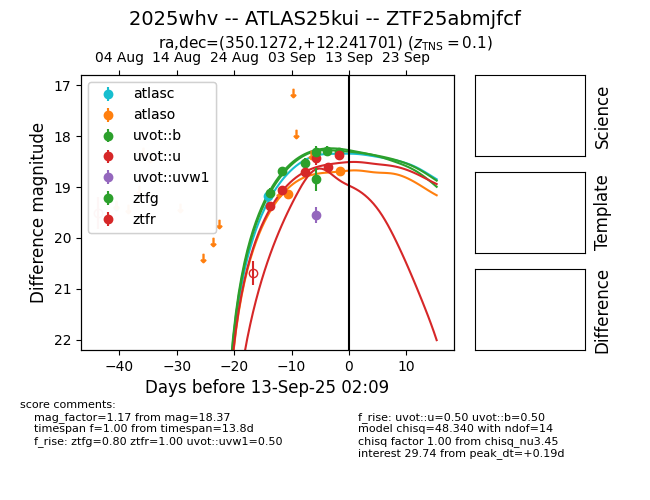 2025whv -- ATLAS25kui -- ZTF25abmjfcf
ra,dec=(350.1272,+12.241701) (z_TNS = 0.1)
04 Aug 14 Aug 24 Aug 03 Sep 13 Sep 23 Sep
17
18
19
20
21
22
Difference magnitude
atlasc
atlaso
uvot::b
uvot::u
uvot::uvw1
ztfg
ztfr
−40 −30 −20 −10 0 10
Days before 13-Sep-25 02:09
Science
Template
Difference
score comments:
mag_factor=1.17 from mag=18.37
timespan f=1.00 from timespan=13.8d
f_rise: ztfg=0.80 ztfr=1.00 uvot::uvw1=0.50
f_rise: uvot::u=0.50 uvot::b=0.50
model chisq=48.340 with ndof=14
chisq factor 1.00 from chisq_nu3.45
interest 29.74 from peak_dt=+0.19d